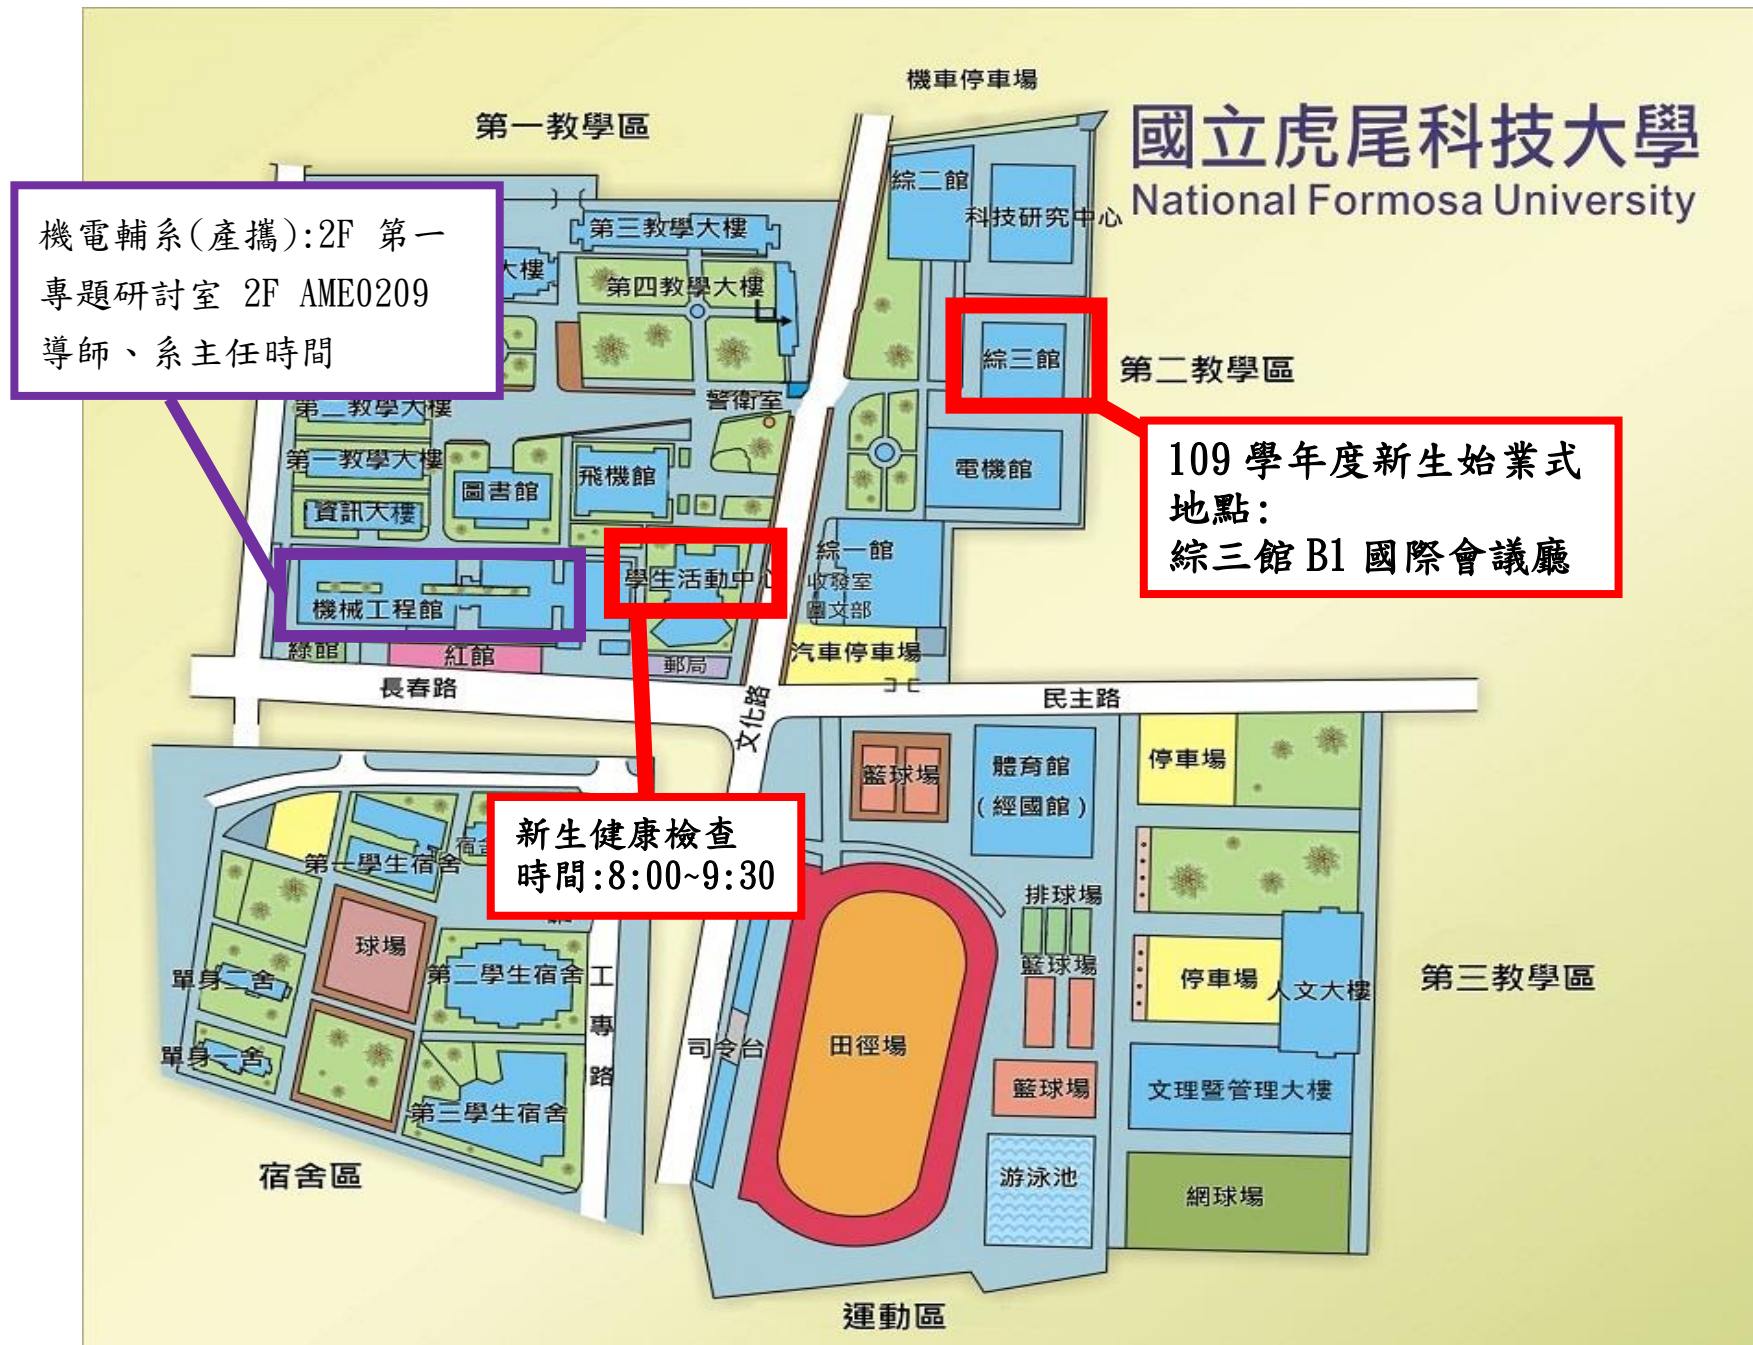 機車停車場
第一教學區
國立虎尾科技大學
National Formosa University
綜二館
科技研究中心
第三教學大樓
機電輔系(產攜):2F 第一
專題研討室 2F AME0209
導師、系主任時間
大樓
第四教學大樓
綜三館
第二教學區
警衛室
第二教學大樓
第一教學大樓
圖書館
飛機館
電機館
資訊大樓
109 學年度新生始業式
地點:
綜三館 B1 國際會議廳
學生活動中心
綜一館
收發室
圖文部
機械工程館
綠館
紅館
郵局
汽車停車場
長春路
文化路
民主路
籃球場
體育館
(經國館)
停車場
新生健康檢查
時間:8:00~9:30
第一學生宿舍
宿舍
排球場
球場
籃球場
單身二舍
第二學生宿舍
工專路
停車場
人文大樓
第三教學區
單身一舍
司令台
田徑場
籃球場
文理暨管理大樓
第三學生宿舍
宿舍區
游泳池
網球場
運動區